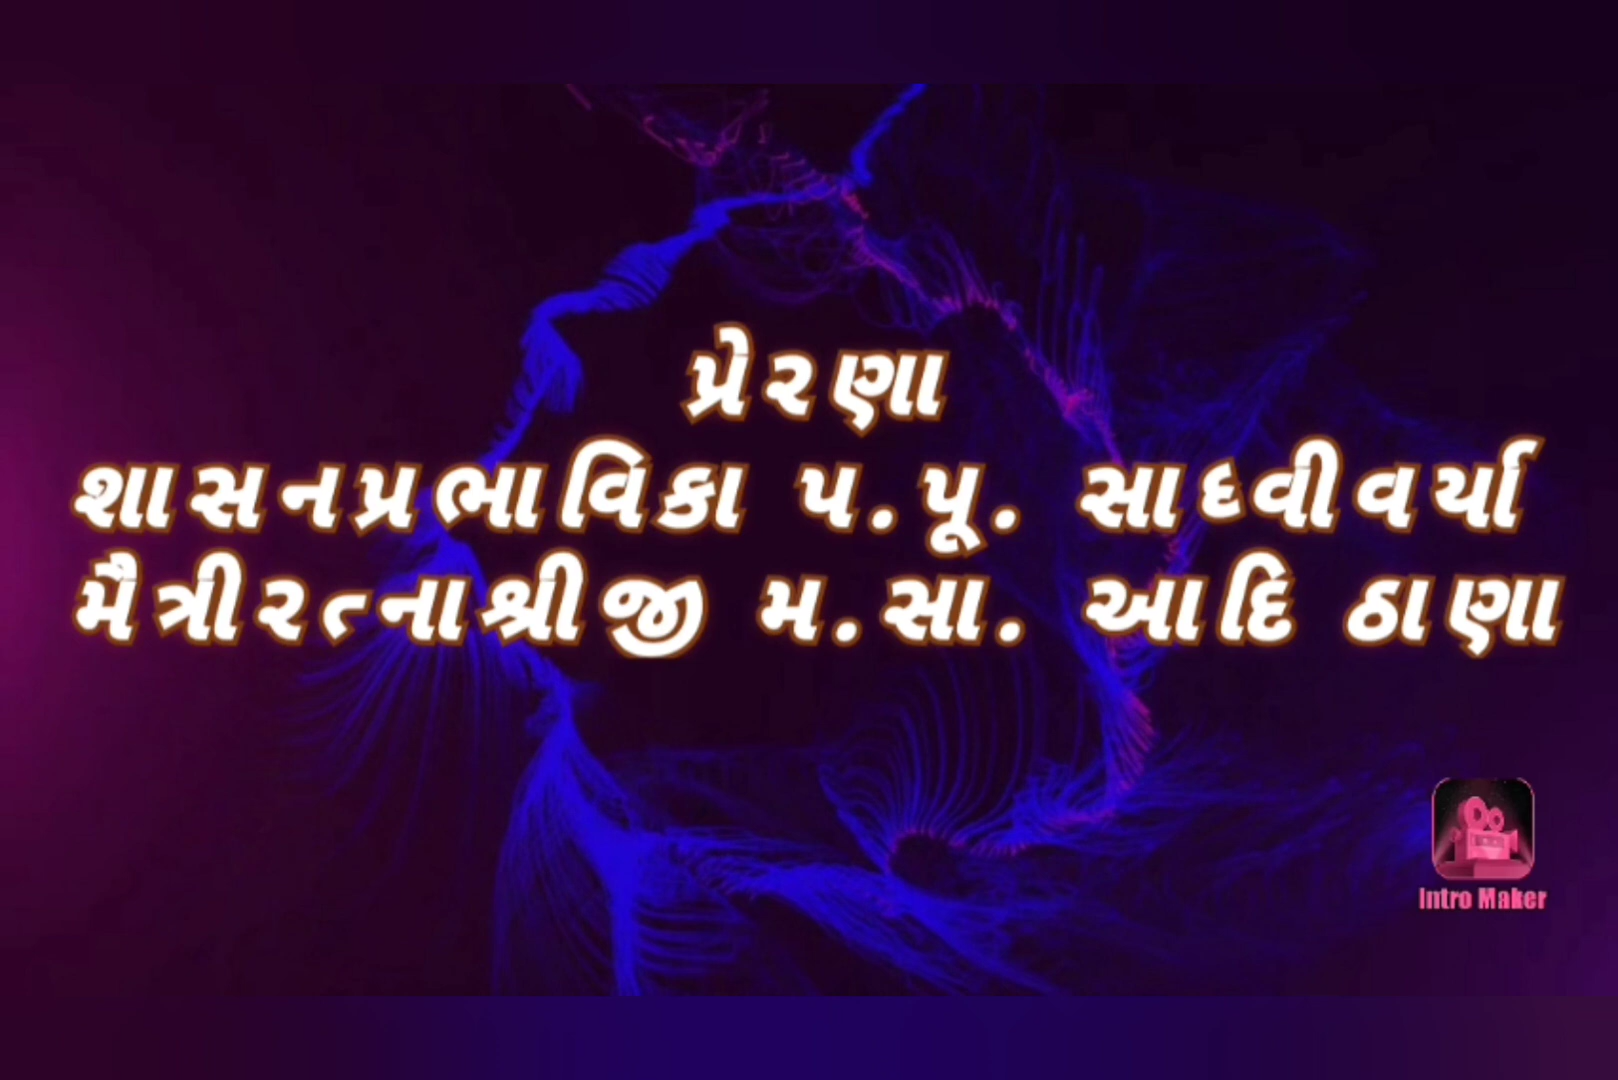 પ્રેરણા
શાસનપ્રભાવિકા પ.પૂ. સાધ્વીવર્યા
મૈત્રીરત્નાશ્રીજી મ.સા. આદિ ઠાણા
Intro Maker